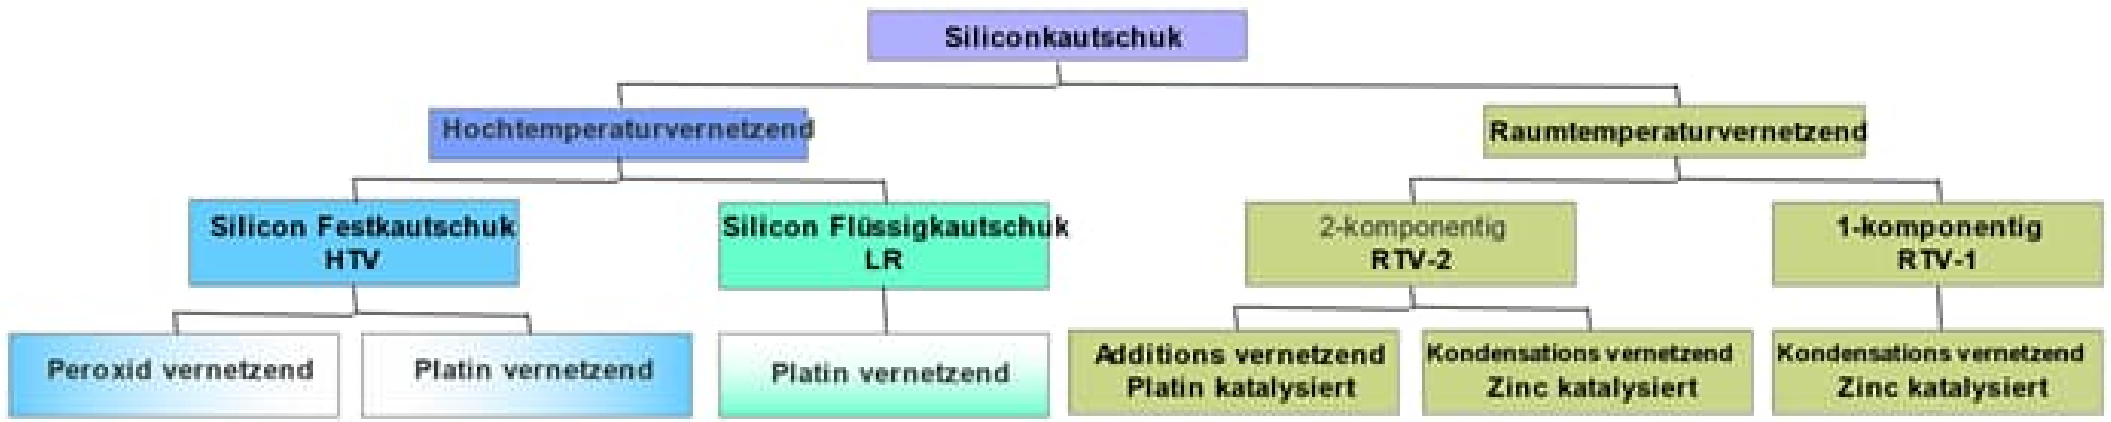 Siliconkautschuk
Hochtemperaturvernetzend
Raumtemperaturvernetzend
Silicon Festkautschuk
HTV
Silicon Flüssigkautschuk
LR
2-komponentig
RTV-2
1-komponentig
RTV-1
Peroxid vernetzend
Platin vernetzend
Platin vernetzend
Additions vernetzend
Platin katalysiert
Kondensations vernetzend
Zinc katalysiert
Kondensations vernetzend
Zinc katalysiert